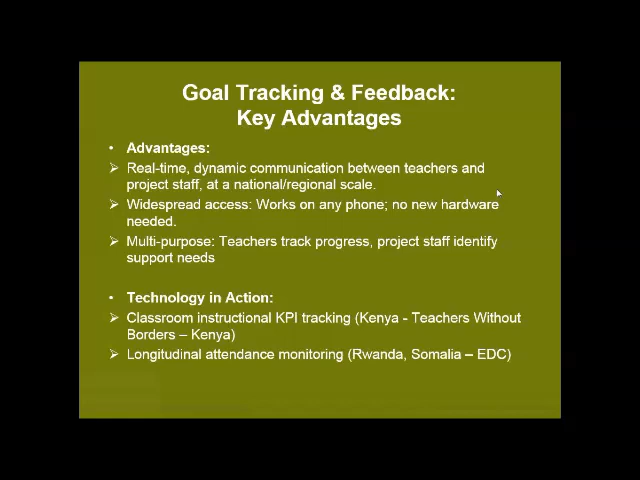 Goal Tracking & Feedback:
Key Advantages
• Advantages:
➢ Real-time, dynamic communication between teachers and
project staff, at a national/regional scale.
➢ Widespread access: Works on any phone; no new hardware
needed.
➢ Multi-purpose: Teachers track progress, project staff identify
support needs
• Technology in Action:
➢ Classroom instructional KPI tracking (Kenya - Teachers Without
Borders – Kenya)
➢ Longitudinal attendance monitoring (Rwanda, Somalia – EDC)